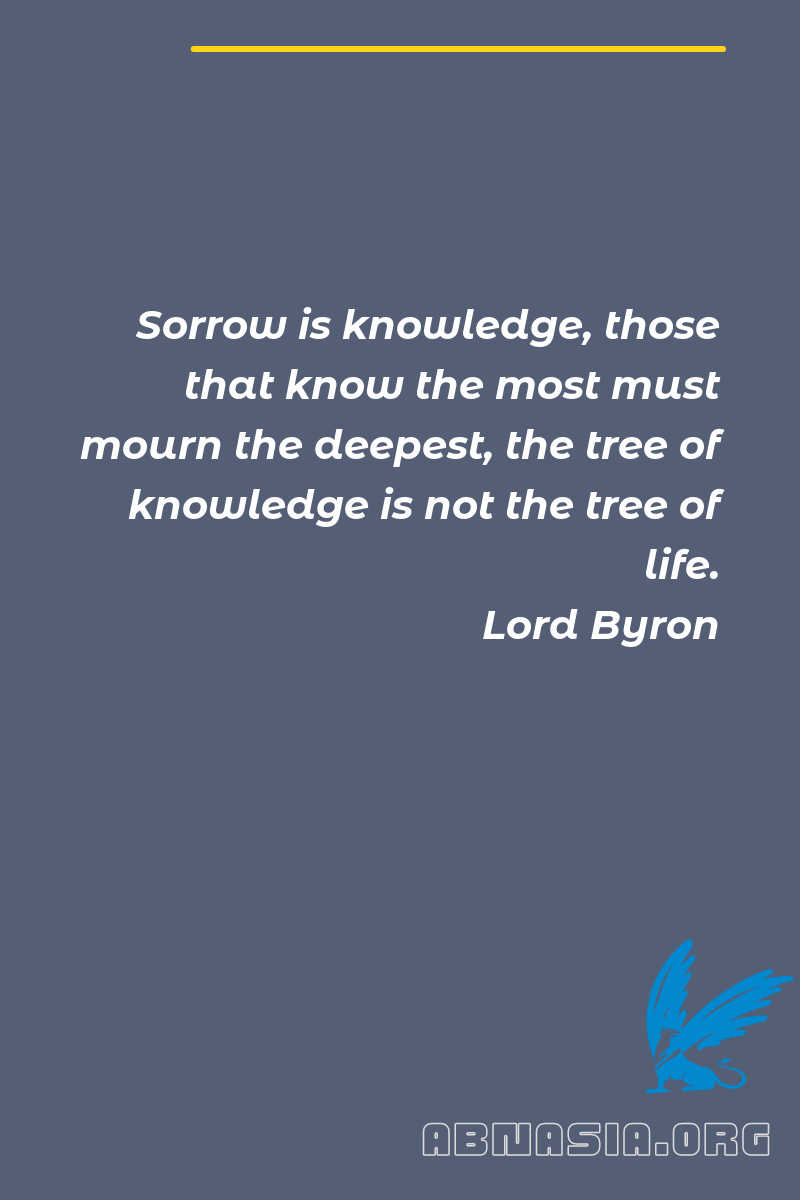 Sorrow is knowledge, those
that know the most must
mourn the deepest, the tree of
knowledge is not the tree of
life.
Lord Byron
ABNASIA.ORG